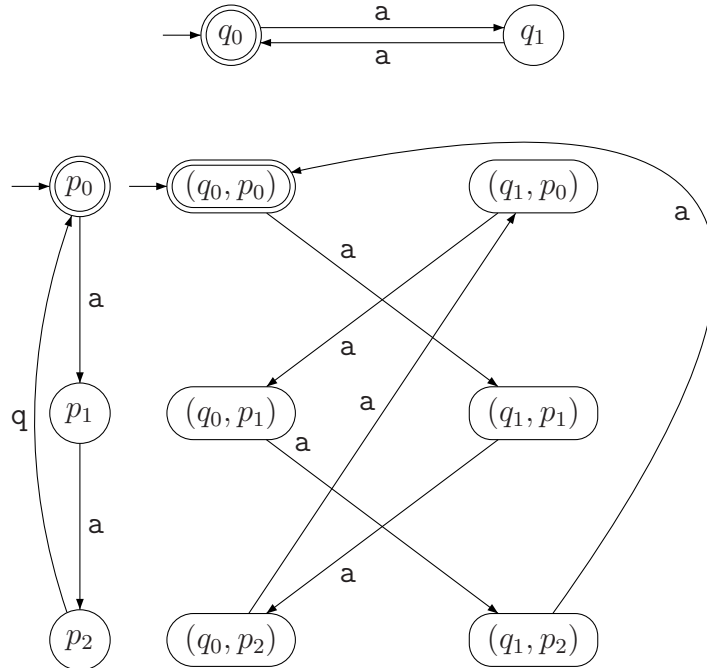 a
q₀ q₁
a
p₀ (q₀, p₀) (q₁, p₀)
a
a
a
a
a
q p₁ (q₀, p₁) (q₁, p₁)
a
a
a
p₂ (q₀, p₂) (q₁, p₂)